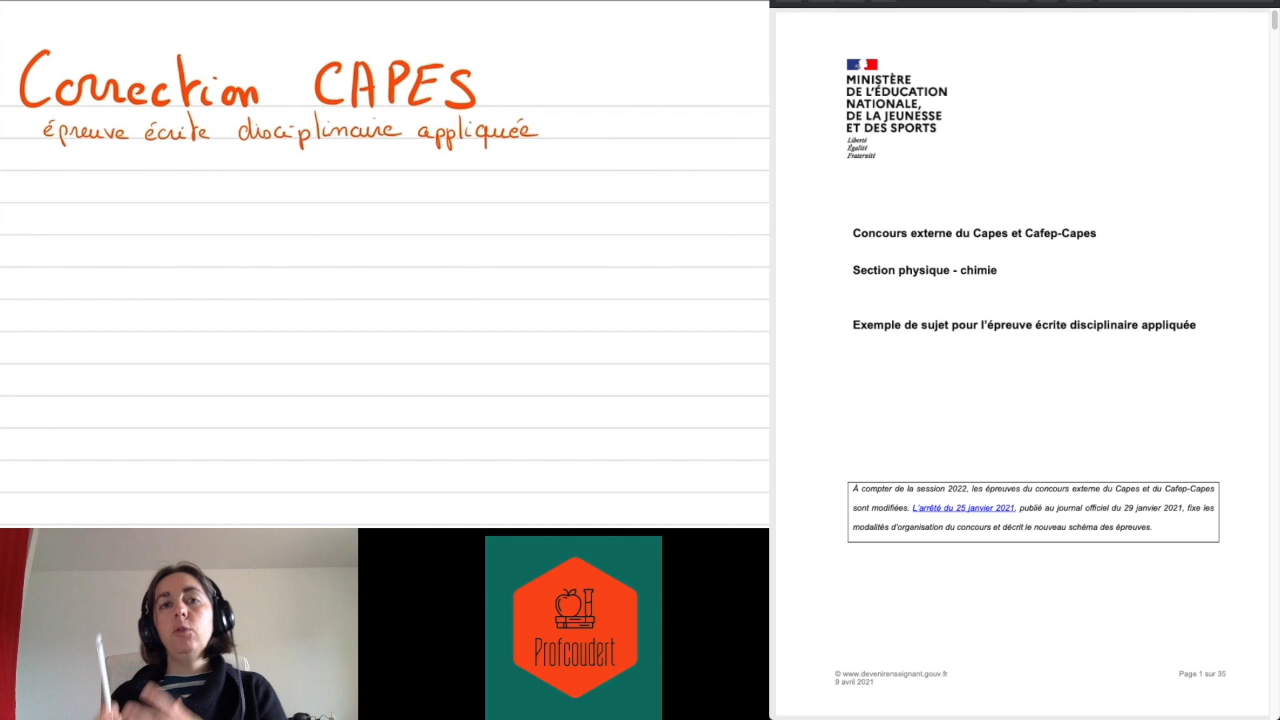 Correction CAPES
épreuve écrite disciplinaire appliquée
MINISTÈRE
DE L'ÉDUCATION
NATIONALE,
DE LA JEUNESSE
ET DES SPORTS
Liberté
Égalité
Fraternité
Concours externe du Capes et Cafep-Capes
Section physique - chimie
Exemple de sujet pour l'épreuve écrite disciplinaire appliquée
À compter de la session 2022, les épreuves du concours externe du Capes et du Cafep-Capes
sont modifiées. L'arrêté du 25 janvier 2021, publié au journal officiel du 29 janvier 2021, fixe les
modalités d'organisation du concours et décrit le nouveau schéma des épreuves.
© www.devenirenseignant.gouv.fr
9 avril 2021
Page 1 sur 35
Profcoudert